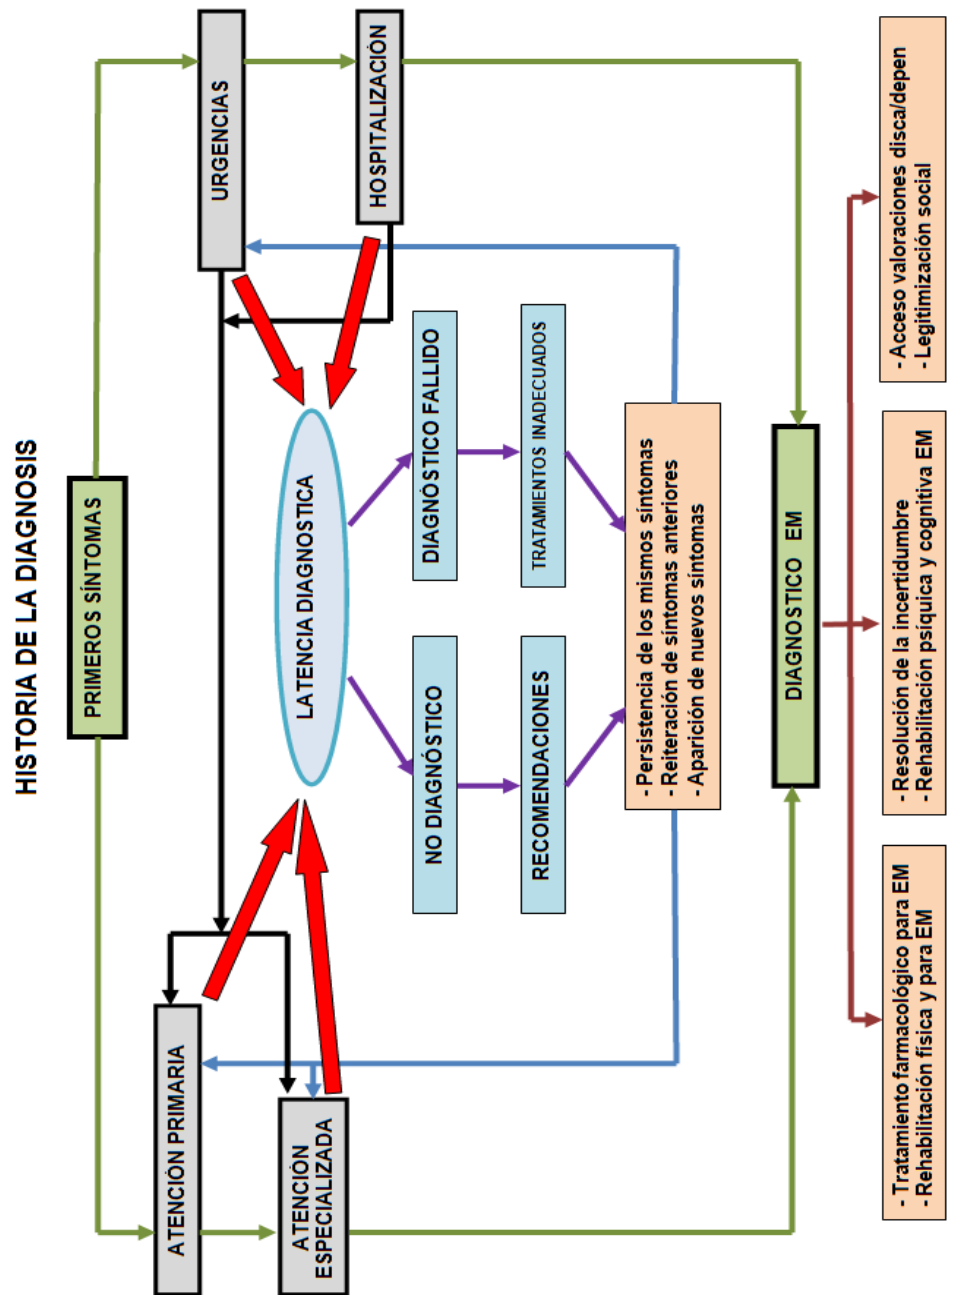 HISTORIA DE LA DIAGNOSIS
PRIMEROS SÍNTOMAS
ATENCIÓN PRIMARIA
URGENCIAS
ATENCIÓN
ESPECIALIZADA
HOSPITALIZACIÓN
LATENCIA DIAGNOSTICA
NO DIAGNÓSTICO
DIAGNÓSTICO FALLIDO
RECOMENDACIONES
TRATAMIENTOS INADECUADOS
- Persistencia de los mismos síntomas
- Reiteración de síntomas anteriores
- Aparición de nuevos síntomas
DIAGNOSTICO EM
- Tratamiento farmacológico para EM
- Rehabilitación física y para EM
- Resolución de la incertidumbre
- Rehabilitación psíquica y cognitiva EM
- Acceso valoraciones disca/depen
- Legitimización social